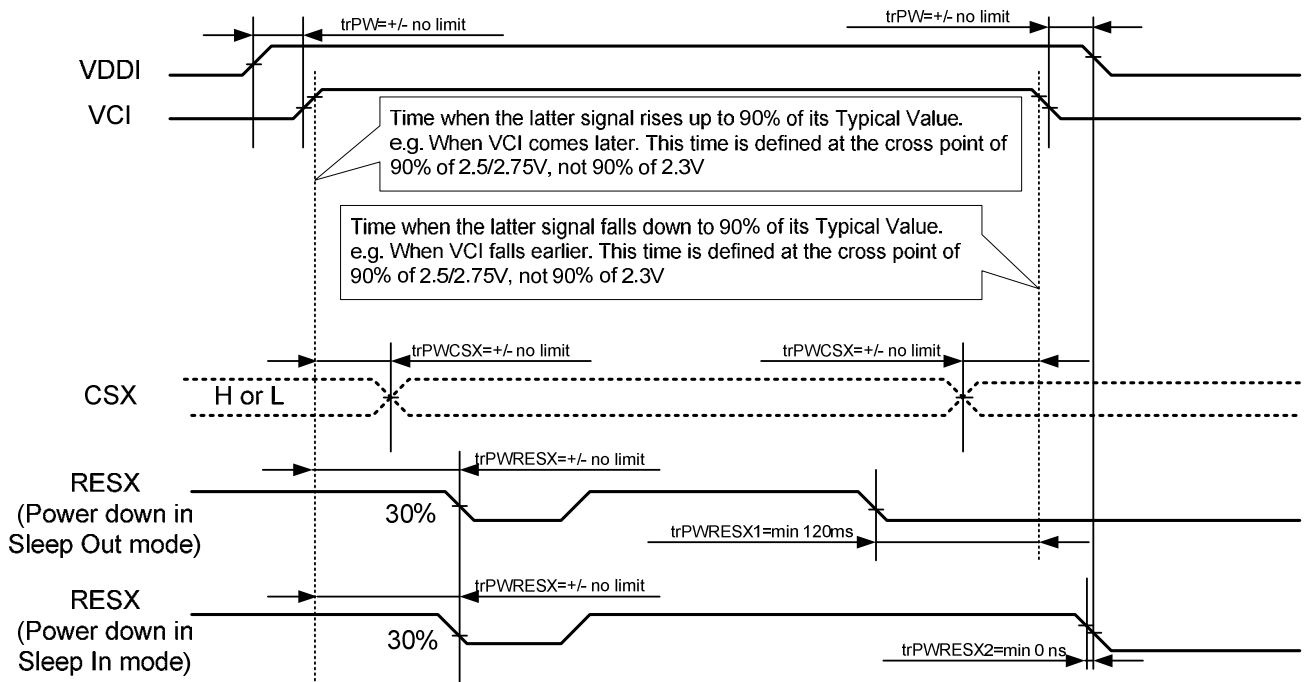 trPW=+/- no limit
trPW=+/- no limit
VDDI
VCI
Time when the latter signal rises up to 90% of its Typical Value.
e.g. When VCI comes later. This time is defined at the cross point of
90% of 2.5/2.75V, not 90% of 2.3V
Time when the latter signal falls down to 90% of its Typical Value.
e.g. When VCI falls earlier. This time is defined at the cross point of
90% of 2.5/2.75V, not 90% of 2.3V
trPWCSX=+/- no limit
trPWCSX=+/- no limit
CSX
H or L
trPWRESX=+/- no limit
RESX
(Power down in
Sleep Out mode)
30%
trPWRESX1=min 120ms
trPWRESX=+/- no limit
RESX
(Power down in
Sleep In mode)
30%
trPWRESX2=min 0 ns